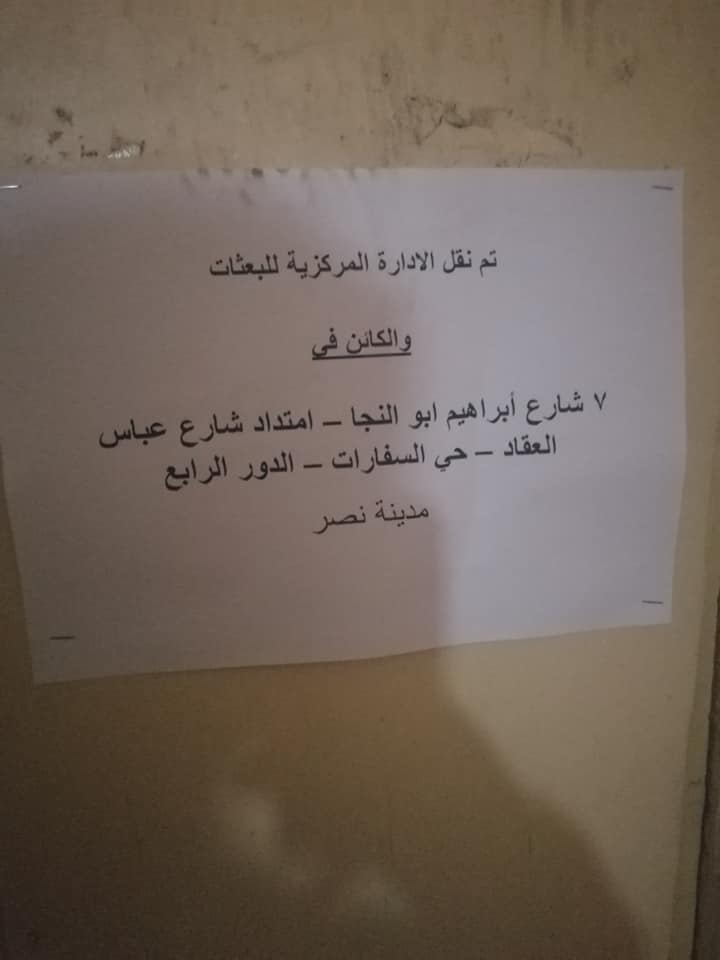 تم نقل الادارة المركزية للبعثات
والكائن في
٧ شارع أبراهيم ابو النجا – امتداد شارع عباس
العقاد – حي السفارات – الدور الرابع
مدينة نصر